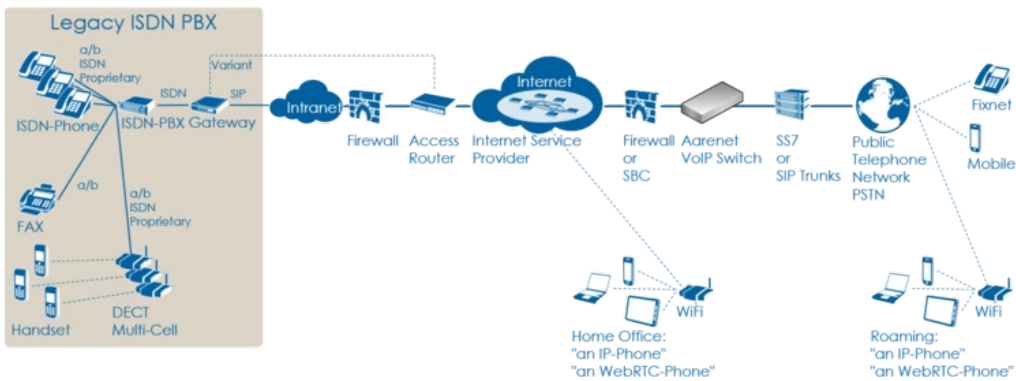 Legacy ISDN PBX
a/b
ISDN
Proprietary
ISDN-Phone
ISDN
ISDN-PBX
Variant
SIP
Gateway
a/b
FAX
a/b
ISDN
Proprietary
Handset
DECT
Multi-Cell
Intranet
Firewall
Access
Router
Internet
Internet Service
Provider
Firewall
or
SBC
Aarenet
VoIP Switch
SS7
or
SIP Trunks
Public
Telephone
Network
PSTN
Fixnet
Mobile
WiFi
Home Office:
"an IP-Phone"
"an WebRTC-Phone"
WiFi
Roaming:
"an IP-Phone"
"an WebRTC-Phone"